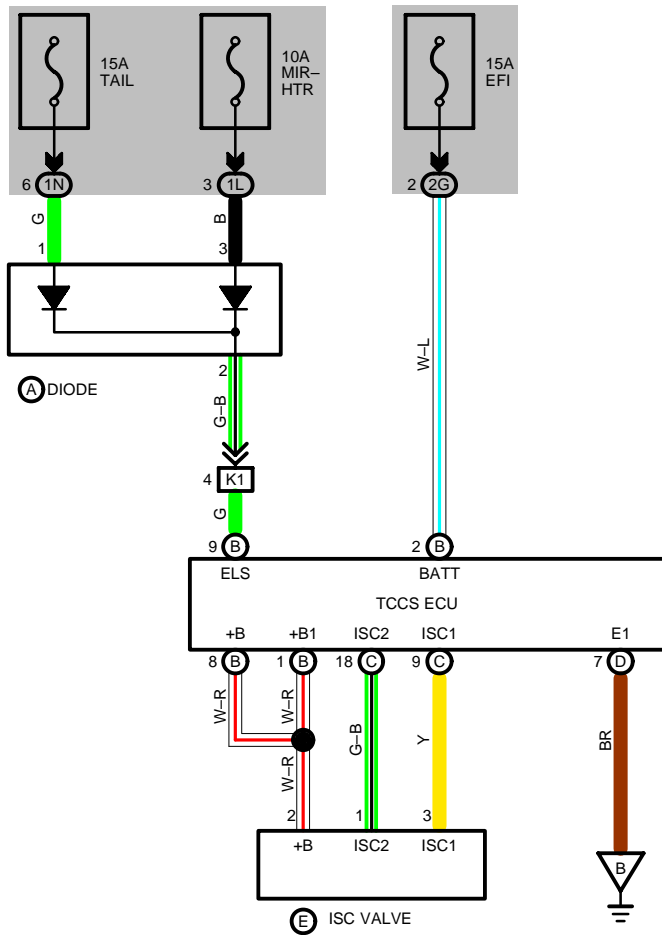 15A
TAIL
10A
MIR–
HTR
15A
EFI
6 1N
3 1L
2 2G
G
B
1
3
W–L
2
A DIODE
G–B
4 K1
G
9 B
2 B
ELS
BATT
TCCS ECU
+B
+B1
ISC2
ISC1
E1
8 B
1 B
18 C
9 C
7 D
W–R
W–R
G–B
Y
BR
W–R
2
1
3
+B
ISC2
ISC1
B
E ISC VALVE